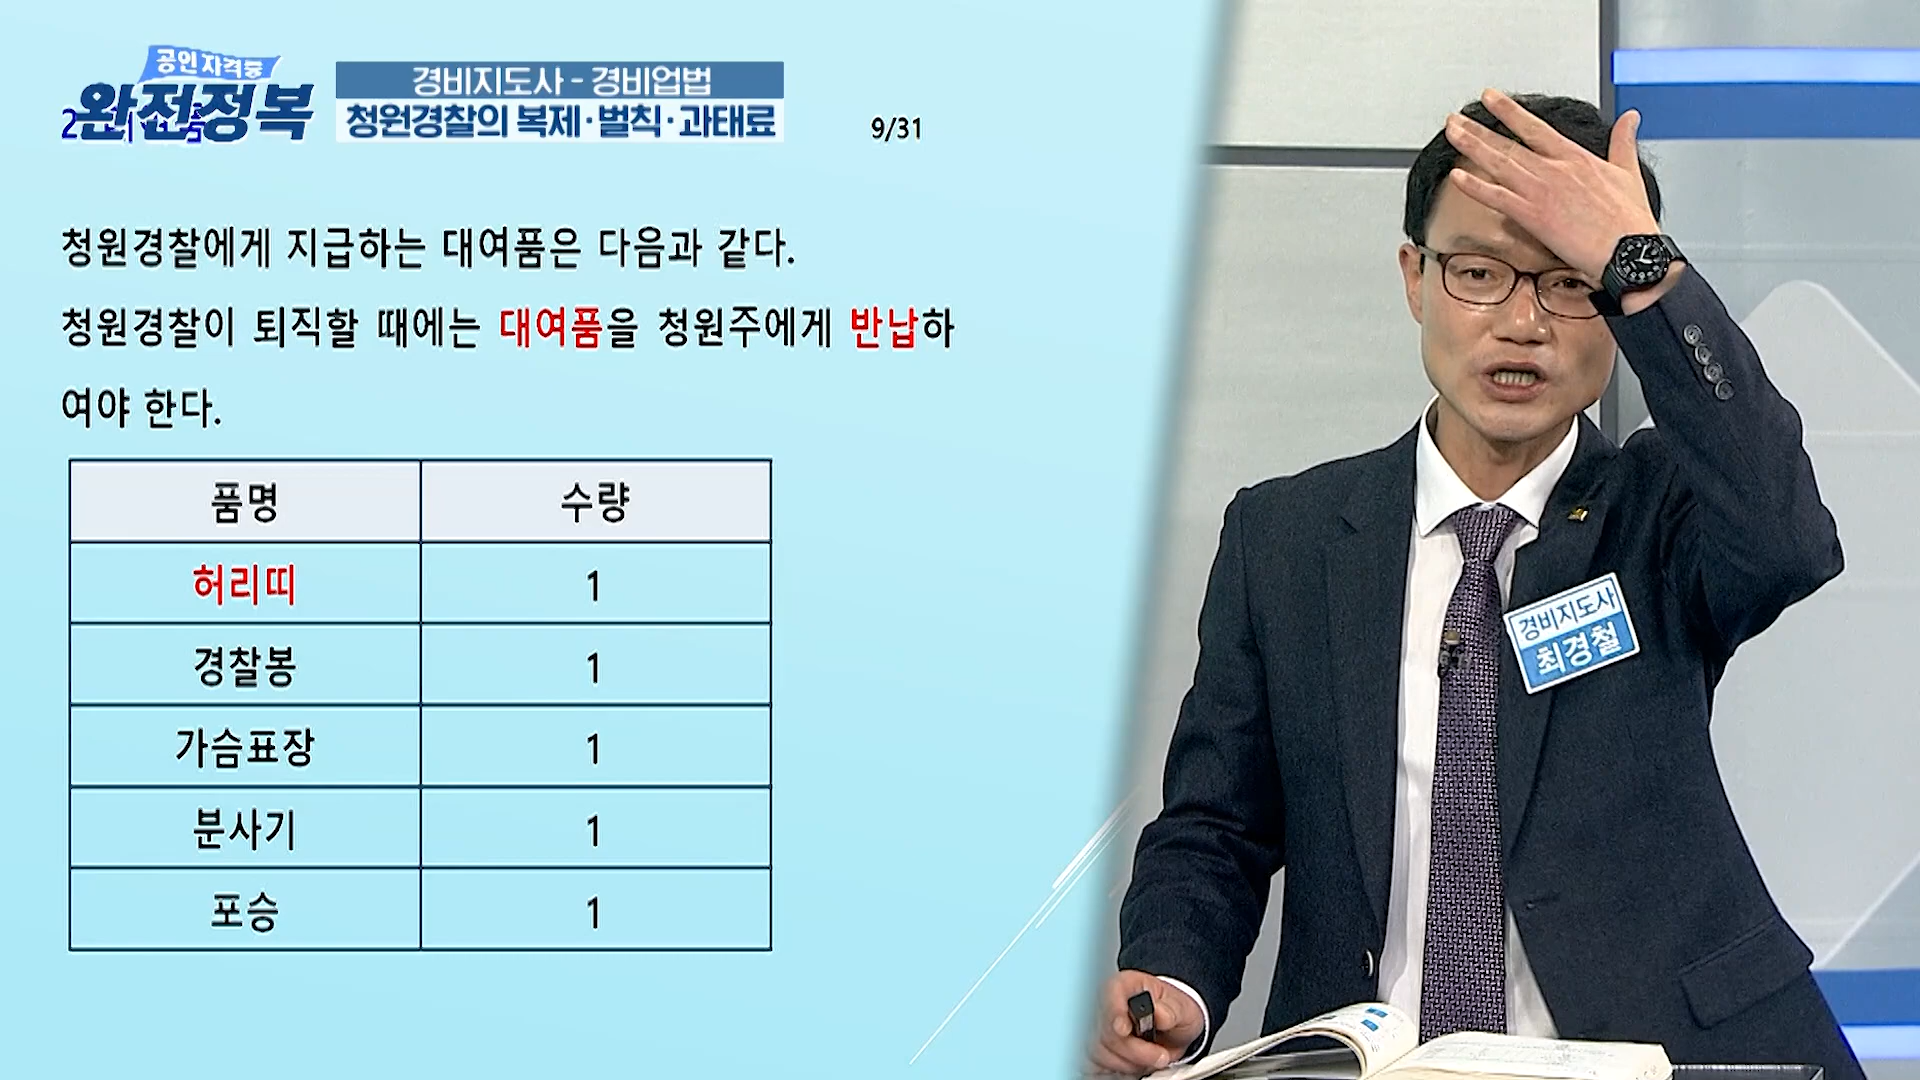 공인 자격증
완전정복
경비지도사 - 경비업법
청원경찰의 복제·벌칙·과태료
9/31
청원경찰에게 지급하는 대여품은 다음과 같다.
청원경찰이 퇴직할 때에는 대여품을 청원주에게 반납하
여야 한다.
품명 수량
허리띠 1
경찰봉 1
가슴표장 1
분사기 1
포승 1
경비지도사
최경철